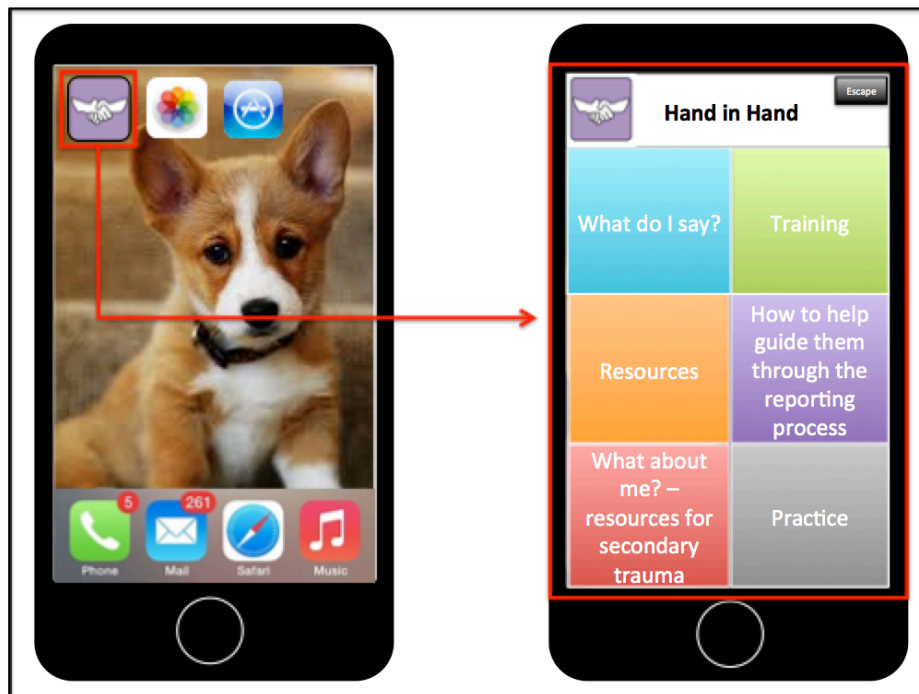 5
261
Phone
Mail
Safari
Music
Hand in Hand
Escape
What do I say?
Training
Resources
How to help
guide them
through the
reporting
process
What about
me? –
resources for
secondary
trauma
Practice